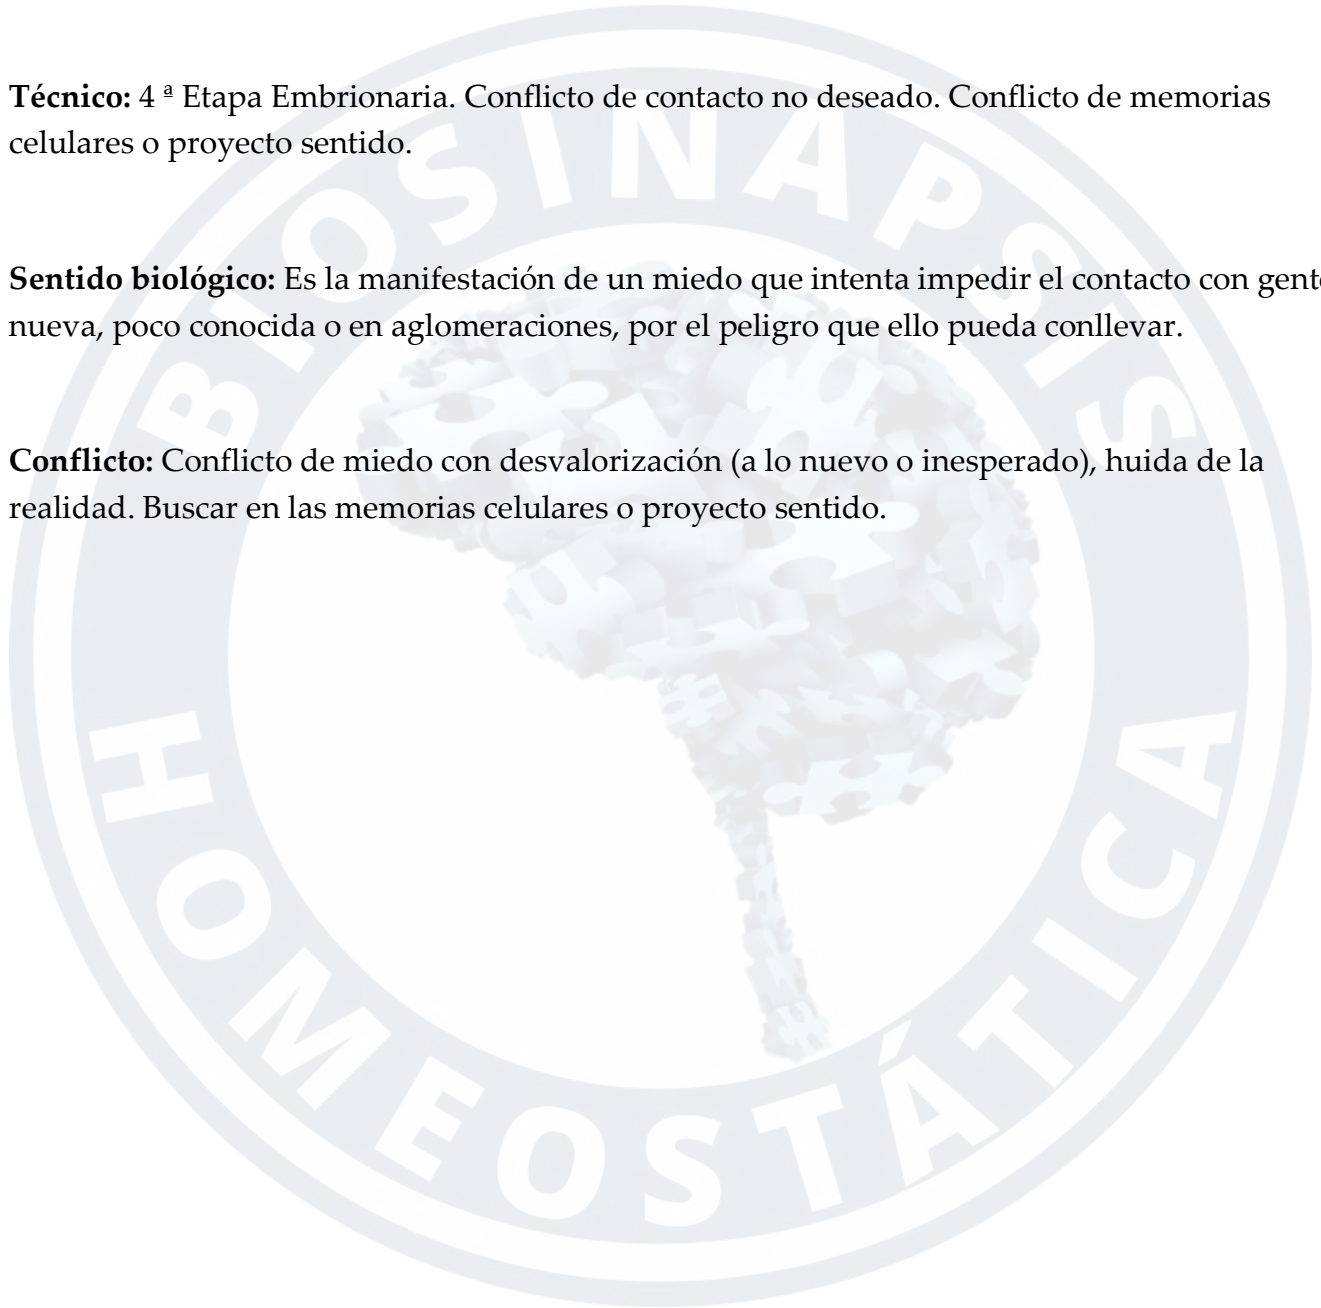 Técnico: 4 ª Etapa Embrionaria. Conflicto de contacto no deseado. Conflicto de memorias
celulares o proyecto sentido.
Sentido biológico: Es la manifestación de un miedo que intenta impedir el contacto con gente
nueva, poco conocida o en aglomeraciones, por el peligro que ello pueda conllevar.
Conflicto: Conflicto de miedo con desvalorización (a lo nuevo o inesperado), huida de la
realidad. Buscar en las memorias celulares o proyecto sentido.
BIOSINAPSIS
HOMEOSTÁTICA